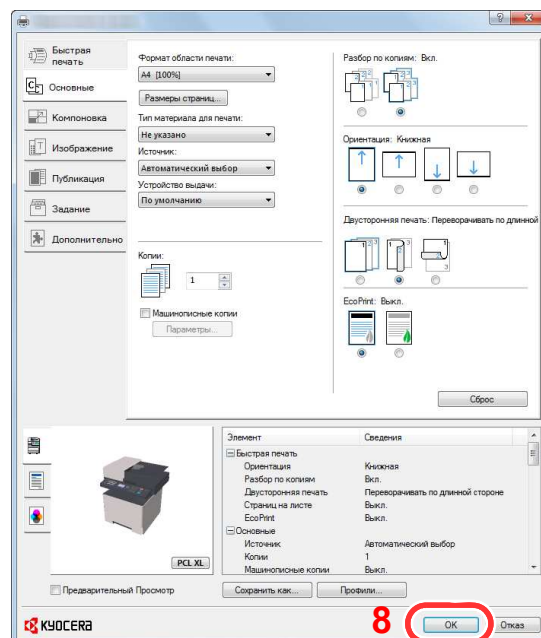 Быстрая
печать
Основные
Компоновка
Изображение
Публикация
Задание
Дополнительно
Формат области печати:
A4 [100%]
Размеры страниц...
Тип материала для печати:
Не указано
Источник:
Автоматический выбор
Устройство выдачи:
По умолчанию
Копии:
1
Машинописные копии
Параметры...
Разбор по копиям: Вкл.
Ориентация: Книжная
Двусторонняя печать: Переворачивать по длинной
EcoPrint: Выкл.
Сброс
PCL XL
Предварительный Просмотр
Элемент Сведения
Быстрая печать
Ориентация Книжная
Разбор по копиям Вкл.
Двусторонняя печать Переворачивать по длинной стороне
Страниц на листе Выкл.
EcoPrint Выкл.
Основные
Источник Автоматический выбор
Копии 1
Машинописные копии Выкл.
Сохранить как... Профили...
KYOCERA
8 OK Отказ